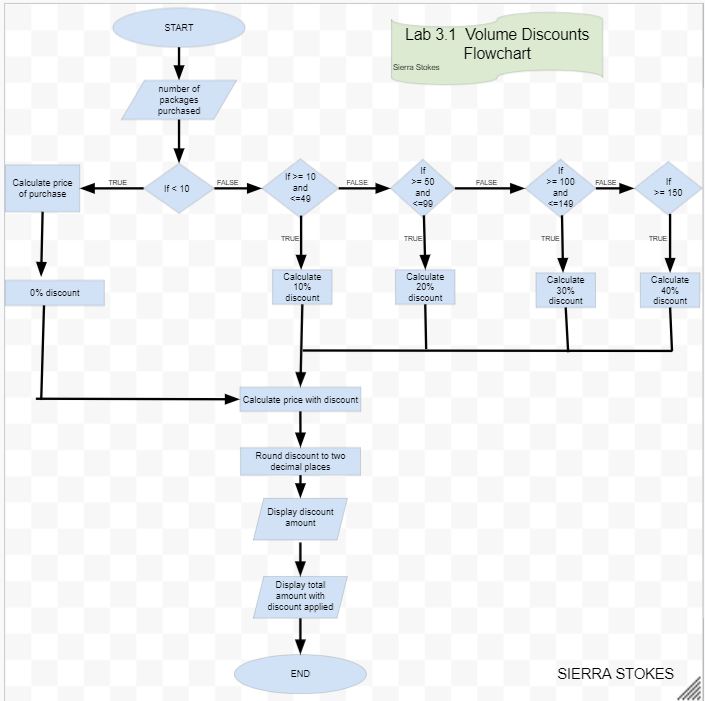 START
Lab 3.1 Volume Discounts
Flowchart
Sierra Stokes
number of
packages
purchased
Calculate price
of purchase
TRUE
If < 10
FALSE
If >= 10
and
<=49
FALSE
If
>= 50
and
<=99
FALSE
If
>= 100
and
<=149
FALSE
If
>= 150
TRUE
TRUE
TRUE
TRUE
0% discount
Calculate
10%
discount
Calculate
20%
discount
Calculate
30%
discount
Calculate
40%
discount
Calculate price with discount
Round discount to two
decimal places
Display discount
amount
Display total
amount with
discount applied
END
SIERRA STOKES